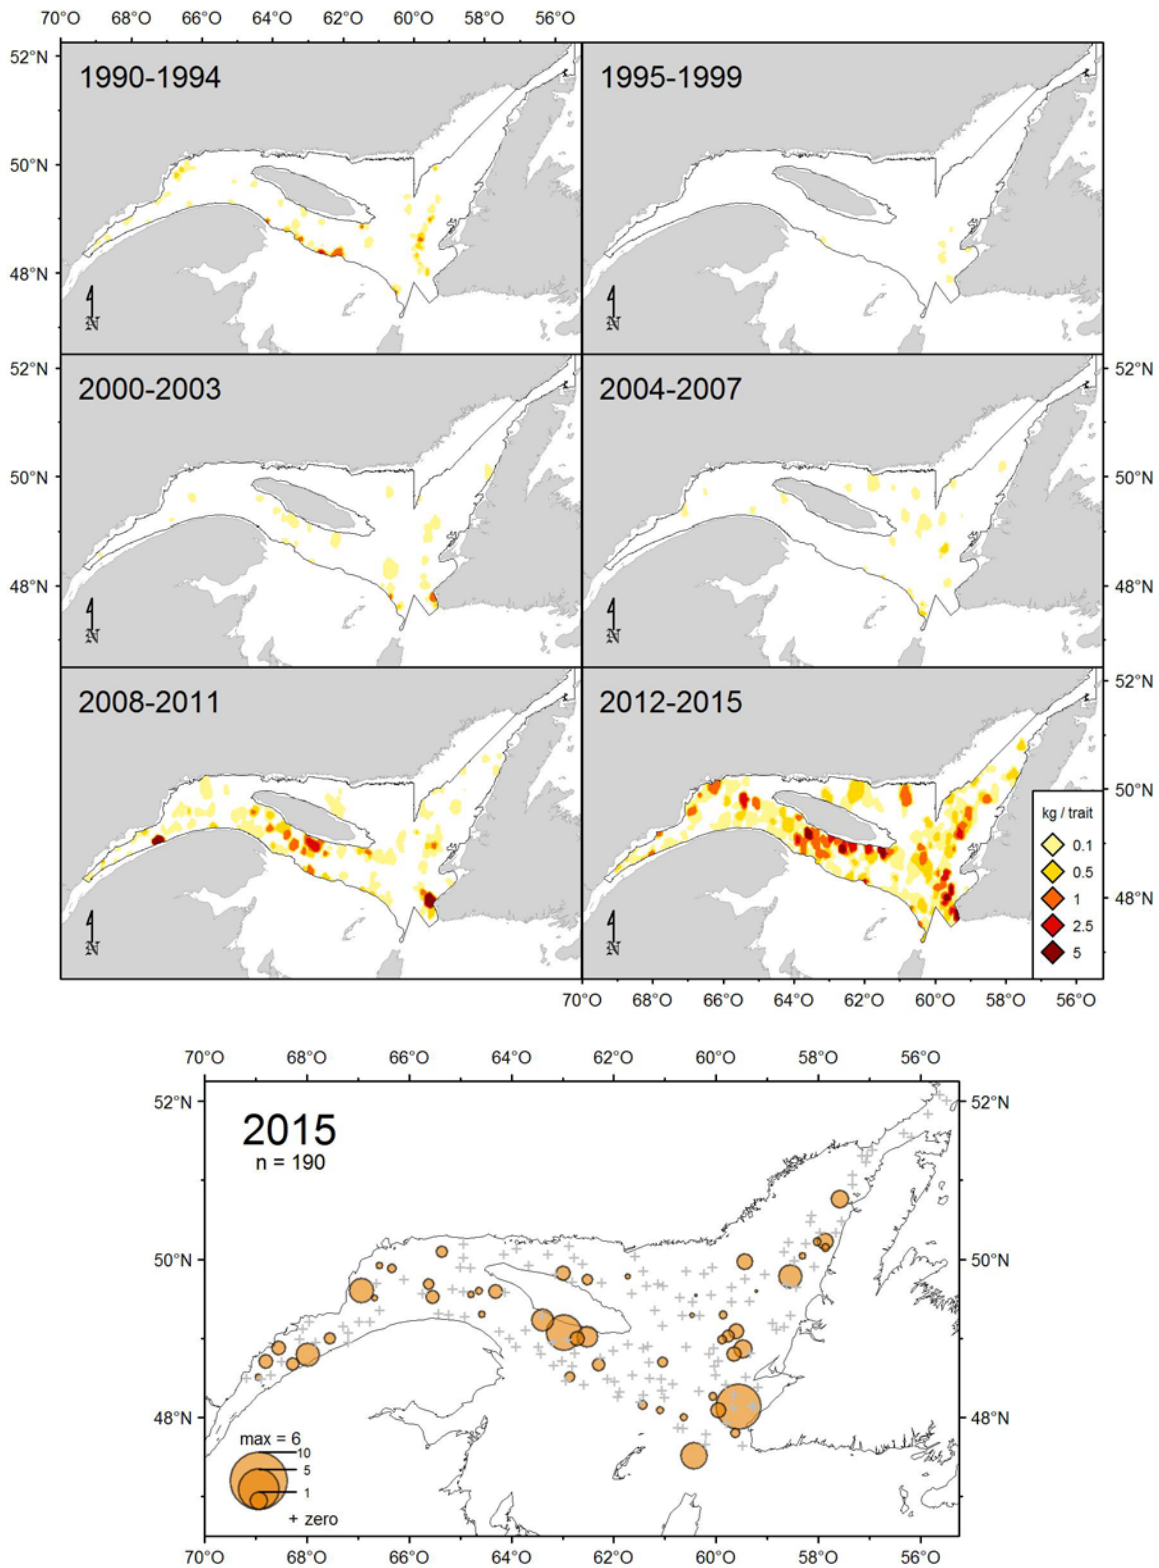 70°O 68°O 66°O 64°O 62°O 60°O 58°O 56°O
52°N
50°N
48°N
1990-1994
N
1995-1999
N
52°N
50°N
48°N
2000-2003
N
2004-2007
N
52°N
50°N
48°N
2008-2011
N
2012-2015
N
52°N
50°N
48°N
kg / trait
0.1
0.5
1
2.5
5
70°O 68°O 66°O 64°O 62°O 60°O 58°O 56°O
70°O 68°O 66°O 64°O 62°O 60°O 58°O 56°O
52°N
50°N
48°N
2015
n = 190
max = 6
10
5
1
+ zero
52°N
50°N
48°N
70°O 68°O 66°O 64°O 62°O 60°O 58°O 56°O